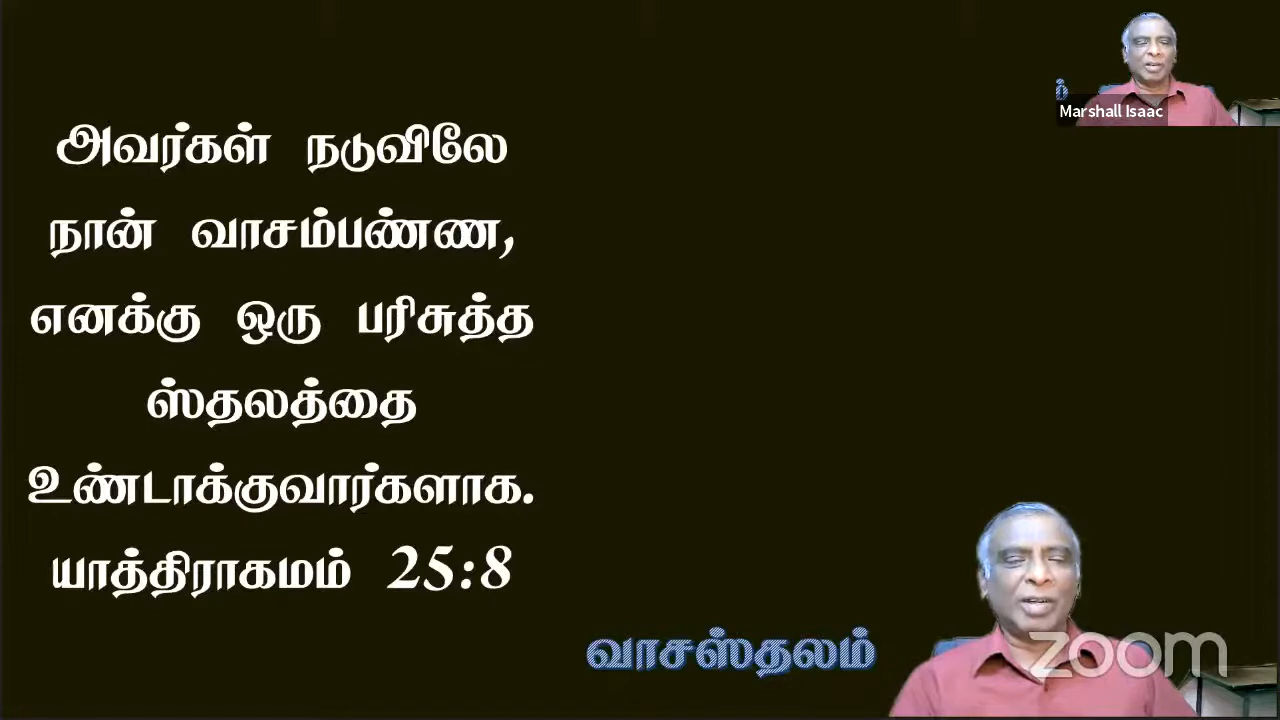 அவர்கள் நடுவிலே
நான் வாசம்பண்ண,
எனக்கு ஒரு பரிசுத்த
ஸ்தலத்தை
உண்டாக்குவார்களாக.
யாத்திராகமம் 25:8
வாசஸ்தலம்
ம்
Marshall Isaac
zoom